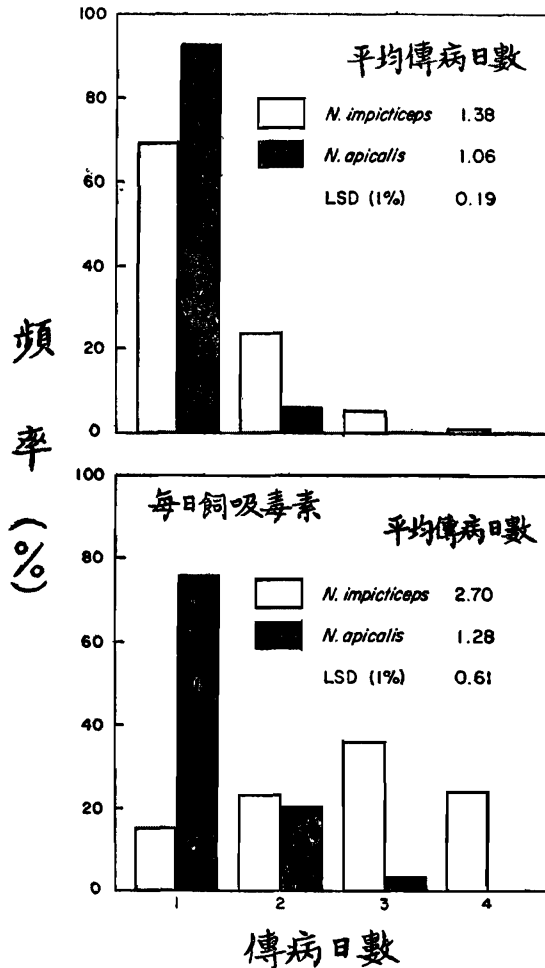 100
80
60
40
20
0
平均傳病日數
N. impicticeps 1.38
N. apicalis 1.06
LSD (1%) 0.19
頻率(%)
100
80
60
40
20
0
每日飼吸毒素
平均傳病日數
N. impicticeps 2.70
N. apicalis 1.28
LSD (1%) 0.61
1 2 3 4
傳病日數